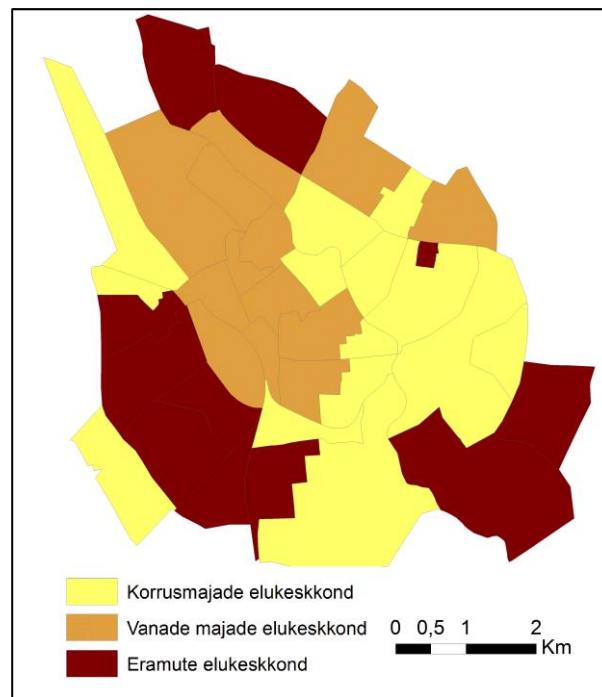 Korrusmajade elukeskkond
Vanade majade elukeskkond
Eramute elukeskkond
0 0,5 1 2
Km